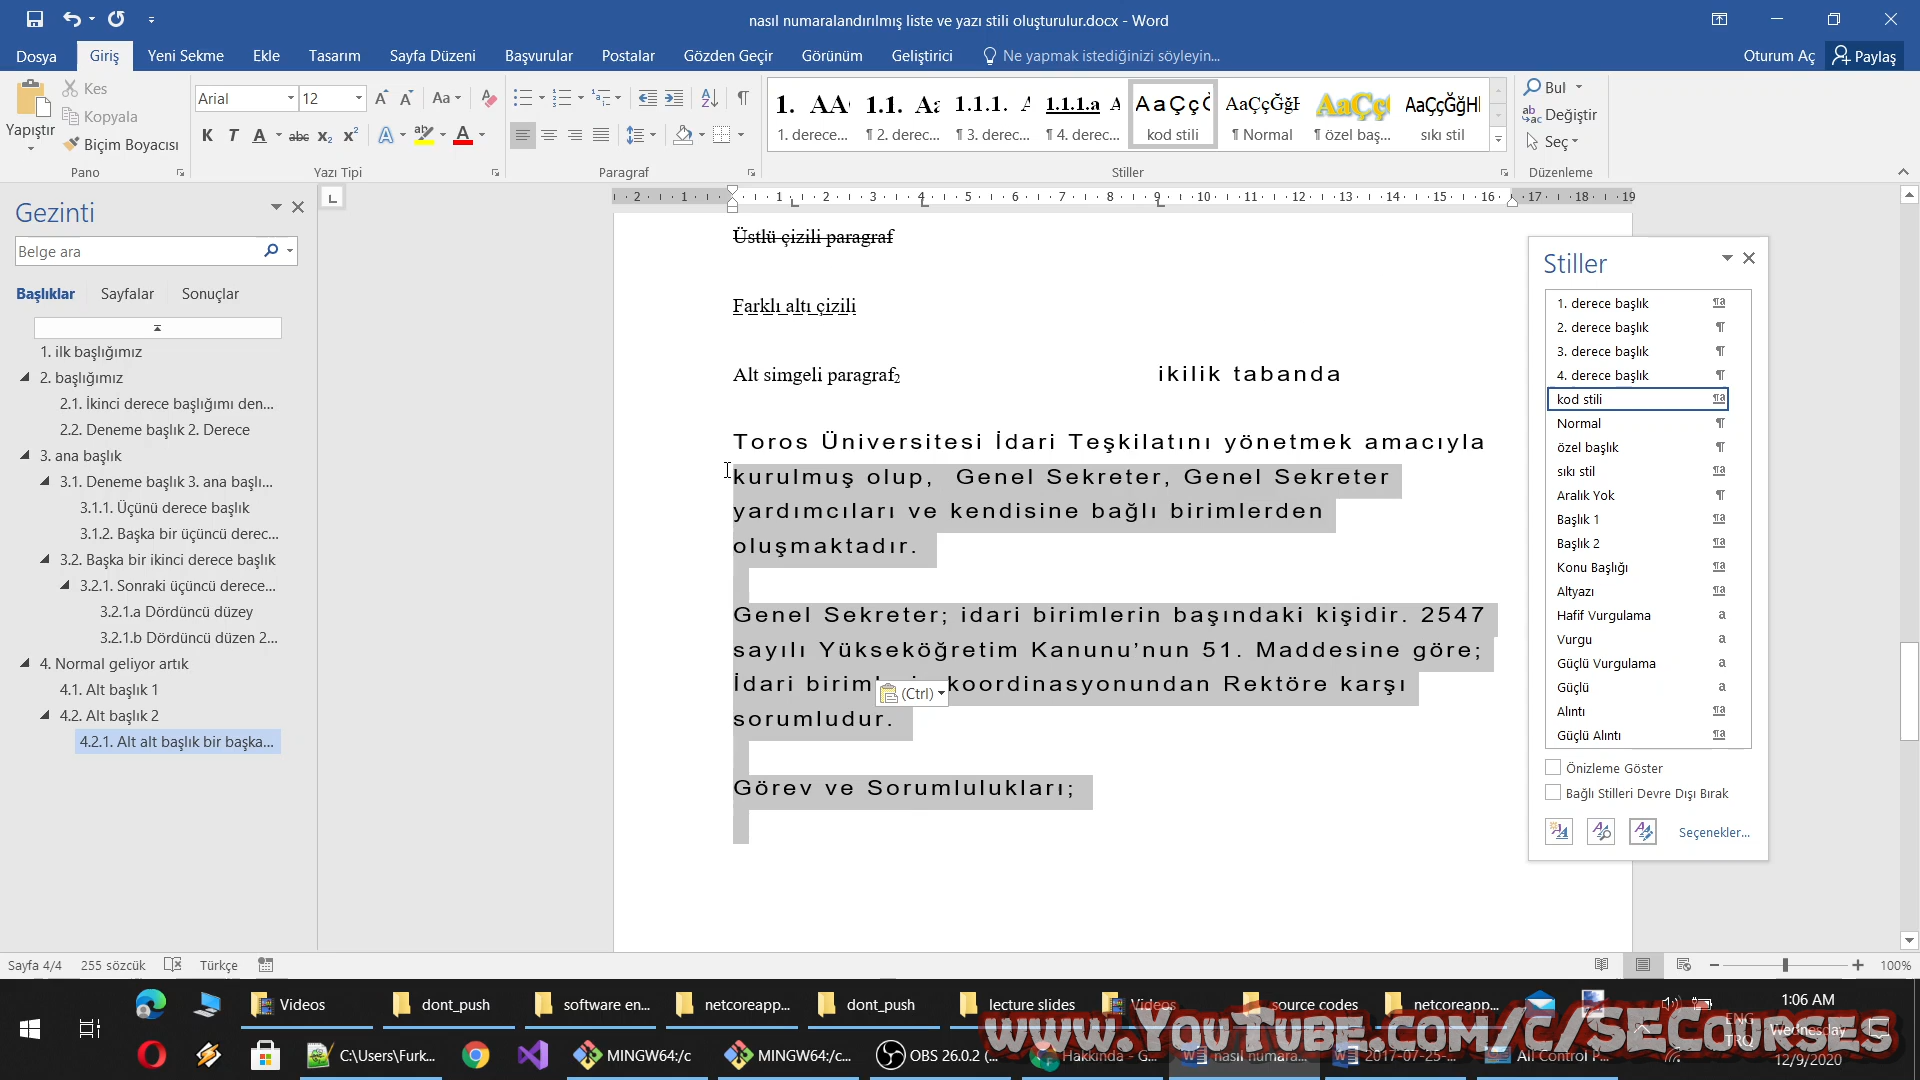 nasıl numaralandırılmış liste ve yazı stili oluşturulur.docx - Word
Dosya Giriş Yeni Sekme Ekle Tasarım Sayfa Düzeni Başvurular Postalar Gözden Geçir Görünüm Geliştirici Ne yapmak istediğinizi söyleyin... Oturum Aç Paylaş
Yapıştır
Kes
Kopyala
Biçim Boyacısı
Pano
Arial 12
Yazı Tipi
Paragraf
1. derece... ¶ 2. derec... ¶ 3. derec... ¶ 4. derec... kod stili ¶ Normal ¶ özel baş... sıkı stil
Stiller
Bul
Değiştir
Seç
Düzenleme
Gezinti
Belge ara
Başlıklar Sayfalar Sonuçlar
1. ilk başlığımız
2. başlığımız
2.1. İkinci derece başlığımı den...
2.2. Deneme başlık 2. Derece
3. ana başlık
3.1. Deneme başlık 3. ana başlı...
3.1.1. Üçünü derece başlık
3.1.2. Başka bir üçüncü derec...
3.2. Başka bir ikinci derece başlık
3.2.1. Sonraki üçüncü derece...
3.2.1.a Dördüncü düzey
3.2.1.b Dördüncü düzen 2...
4. Normal geliyor artık
4.1. Alt başlık 1
4.2. Alt başlık 2
4.2.1. Alt alt başlık bir başka...
Üstlü çizili paragraf
Farklı altı çizili
Alt simgeli paragraf2 ikilik tabanda
Toros Üniversitesi İdari Teşkilatını yönetmek amacıyla
kurulmuş olup, Genel Sekreter, Genel Sekreter
yardımcıları ve kendisine bağlı birimlerden
oluşmaktadır.
Genel Sekreter; idari birimlerin başındaki kişidir. 2547
sayılı Yükseköğretim Kanunu’nun 51. Maddesine göre;
İdari birim (Ctrl) koordinasyonundan Rektöre karşı
sorumludur.
Görev ve Sorumlulukları;
Stiller
1. derece başlık
2. derece başlık
3. derece başlık
4. derece başlık
kod stili
Normal
özel başlık
sıkı stil
Aralık Yok
Başlık 1
Başlık 2
Konu Başlığı
Altyazı
Hafif Vurgulama
Vurgu
Güçlü Vurgulama
Güçlü
Alıntı
Güçlü Alıntı
Önizleme Göster
Bağlı Stilleri Devre Dışı Bırak
Seçenekler...
Sayfa 4/4 255 sözcük Türkçe 100%
Videos dont_push software en... netcoreapp... dont_push lecture slides Videos source codes netcoreapp... 1:06 AM
www.YouTube.com/c/SECourses
ENG
TRQ
Wednesday
C:\Users\Furk... MINGW64:/c MINGW64:/c... OBS 26.0.2 (... Hakkında - G... nasıl numara... 2017-07-25-... All Control P... 12/9/2020